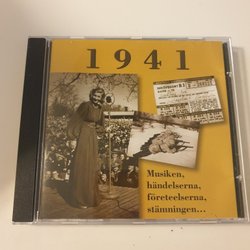 1941
Musiken,
händelserna,
företeelserna,
stämningen...